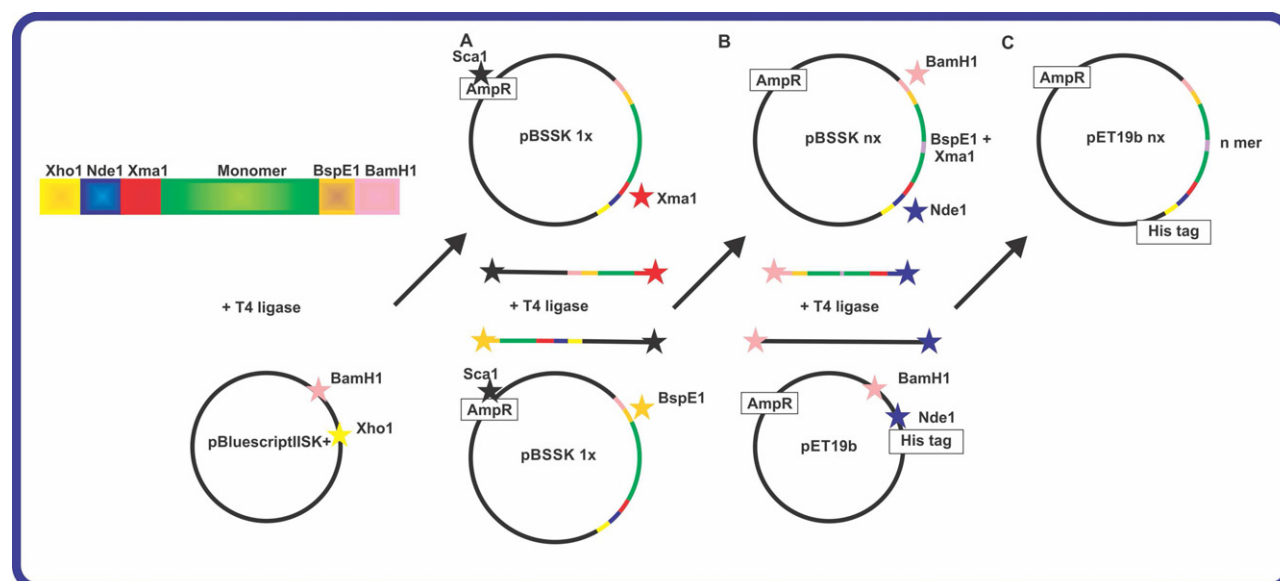 Xho1 Nde1 Xma1 Monomer BspE1 BamH1
+ T4 ligase
BamH1
Xho1
pBluescriptIISK+
A
Sca1
AmpR
pBSSK 1x
Xma1
+ T4 ligase
Sca1
AmpR
BspE1
pBSSK 1x
B
BamH1
AmpR
pBSSK nx
BspE1 +
Xma1
Nde1
+ T4 ligase
BamH1
AmpR
Nde1
His tag
pET19b
C
AmpR
pET19b nx
n mer
His tag